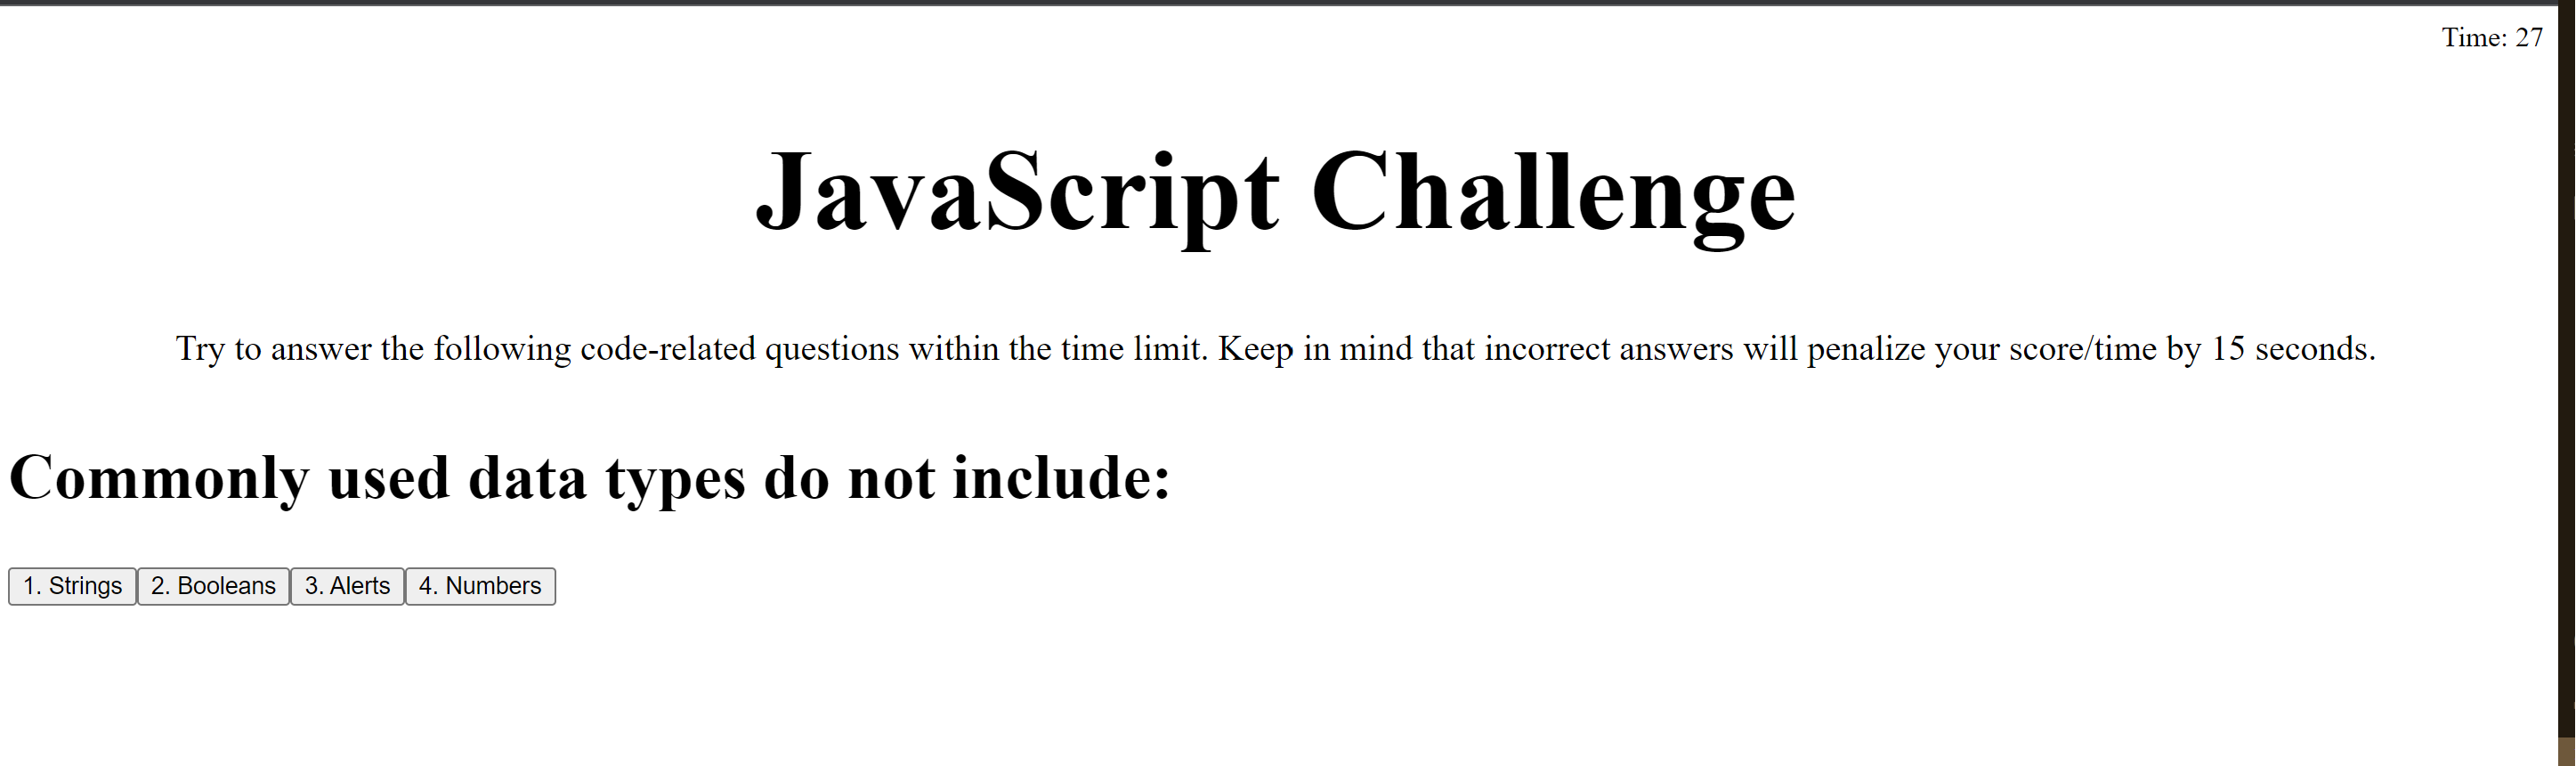 Time: 27
JavaScript Challenge
Try to answer the following code-related questions within the time limit. Keep in mind that incorrect answers will penalize your score/time by 15 seconds.
Commonly used data types do not include:
1. Strings 2. Booleans 3. Alerts 4. Numbers